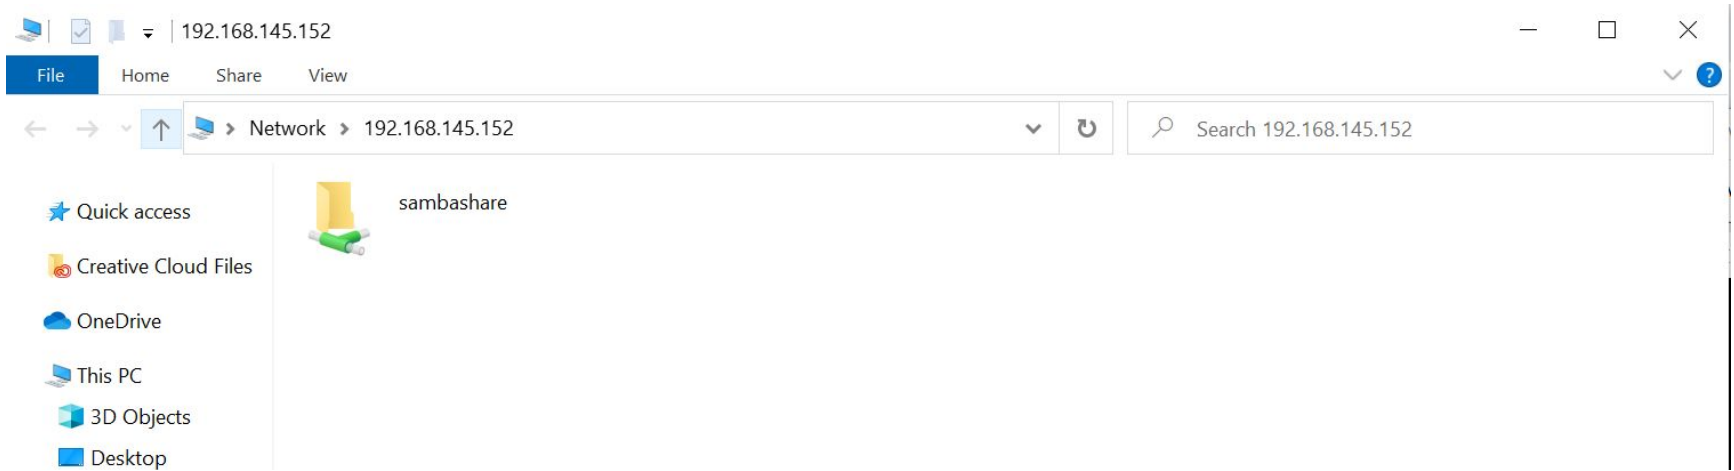 192.168.145.152
File Home Share View
?
Network 192.168.145.152
Search 192.168.145.152
Quick access
Creative Cloud Files
OneDrive
This PC
3D Objects
Desktop
sambashare